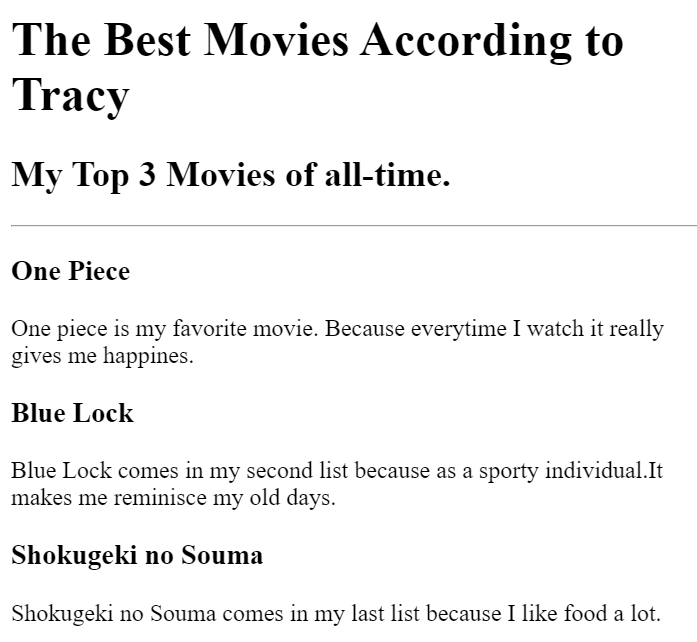 The Best Movies According to
Tracy
My Top 3 Movies of all-time.
One Piece
One piece is my favorite movie. Because everytime I watch it really
gives me happines.
Blue Lock
Blue Lock comes in my second list because as a sporty individual.It
makes me reminisce my old days.
Shokugeki no Souma
Shokugeki no Souma comes in my last list because I like food a lot.